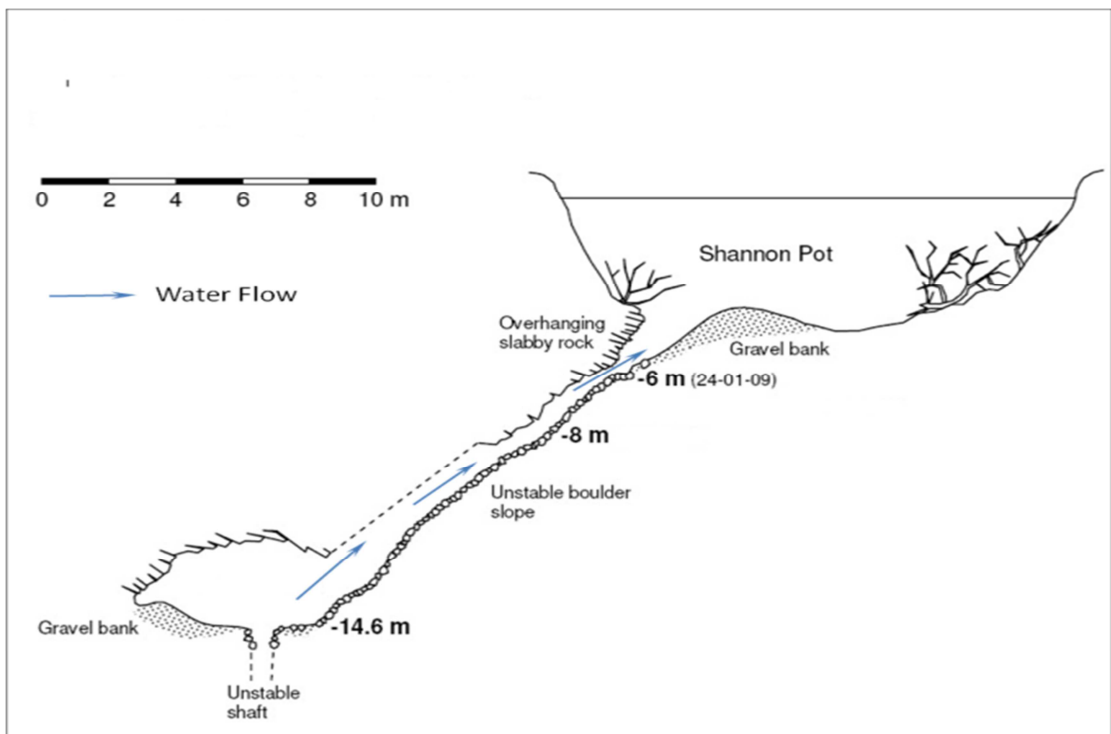 0 2 4 6 8 10 m
Shannon Pot
Water Flow
Overhanging
slabby rock
Gravel bank
-6 m (24-01-09)
-8 m
Unstable boulder
slope
Gravel bank
-14.6 m
Unstable
shaft